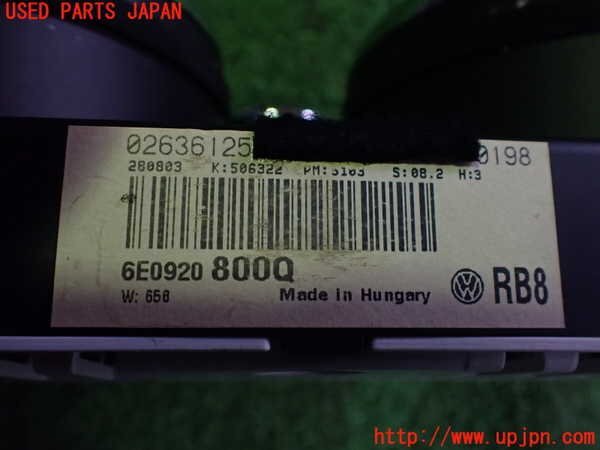 USED PARTS JAPAN
02636125 0198
280803 K:506322 PM:5103 S:08.2 H:3
6E0920 800Q
W: 656 Made in Hungary RB8
http://www.upjpn.com